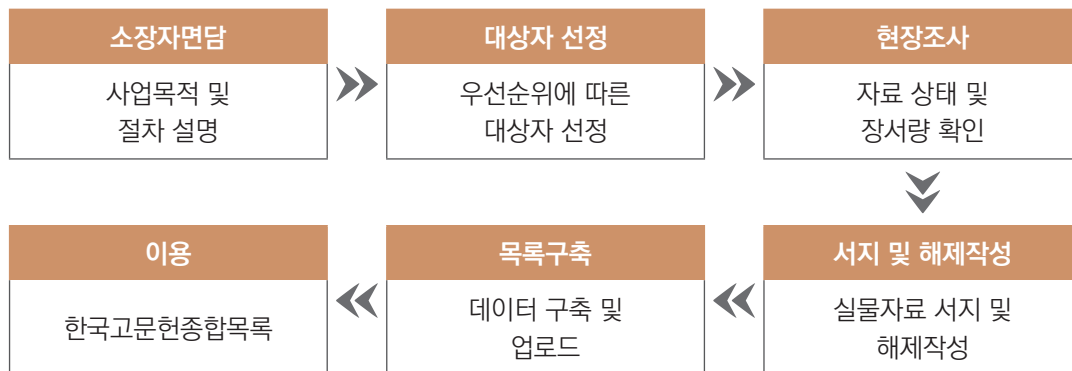 소장자면담
사업목적 및
절차 설명
대상자 선정
우선순위에 따른
대상자 선정
현장조사
자료 상태 및
장서량 확인
서지 및 해제작성
실물자료 서지 및
해제작성
목록구축
데이터 구축 및
업로드
이용
한국고문헌종합목록